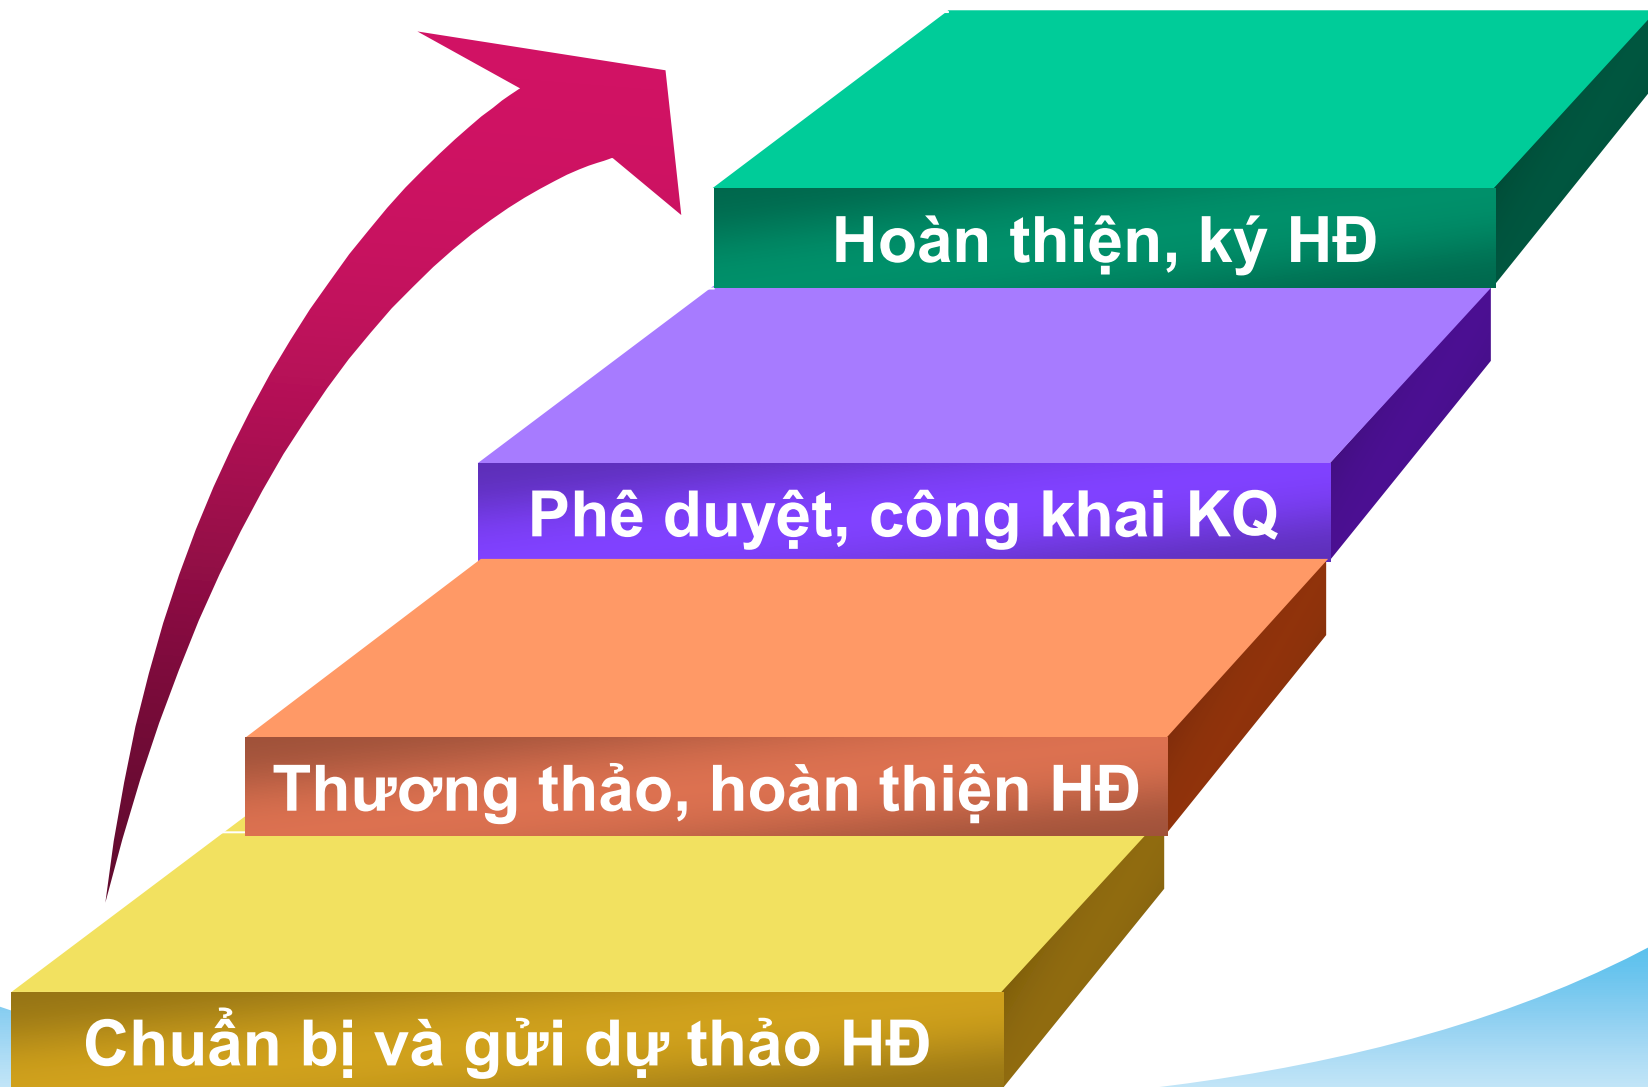 Hoàn thiện, ký HĐ
Phê duyệt, công khai KQ
Thương thảo, hoàn thiện HĐ
Chuẩn bị và gửi dự thảo HĐ